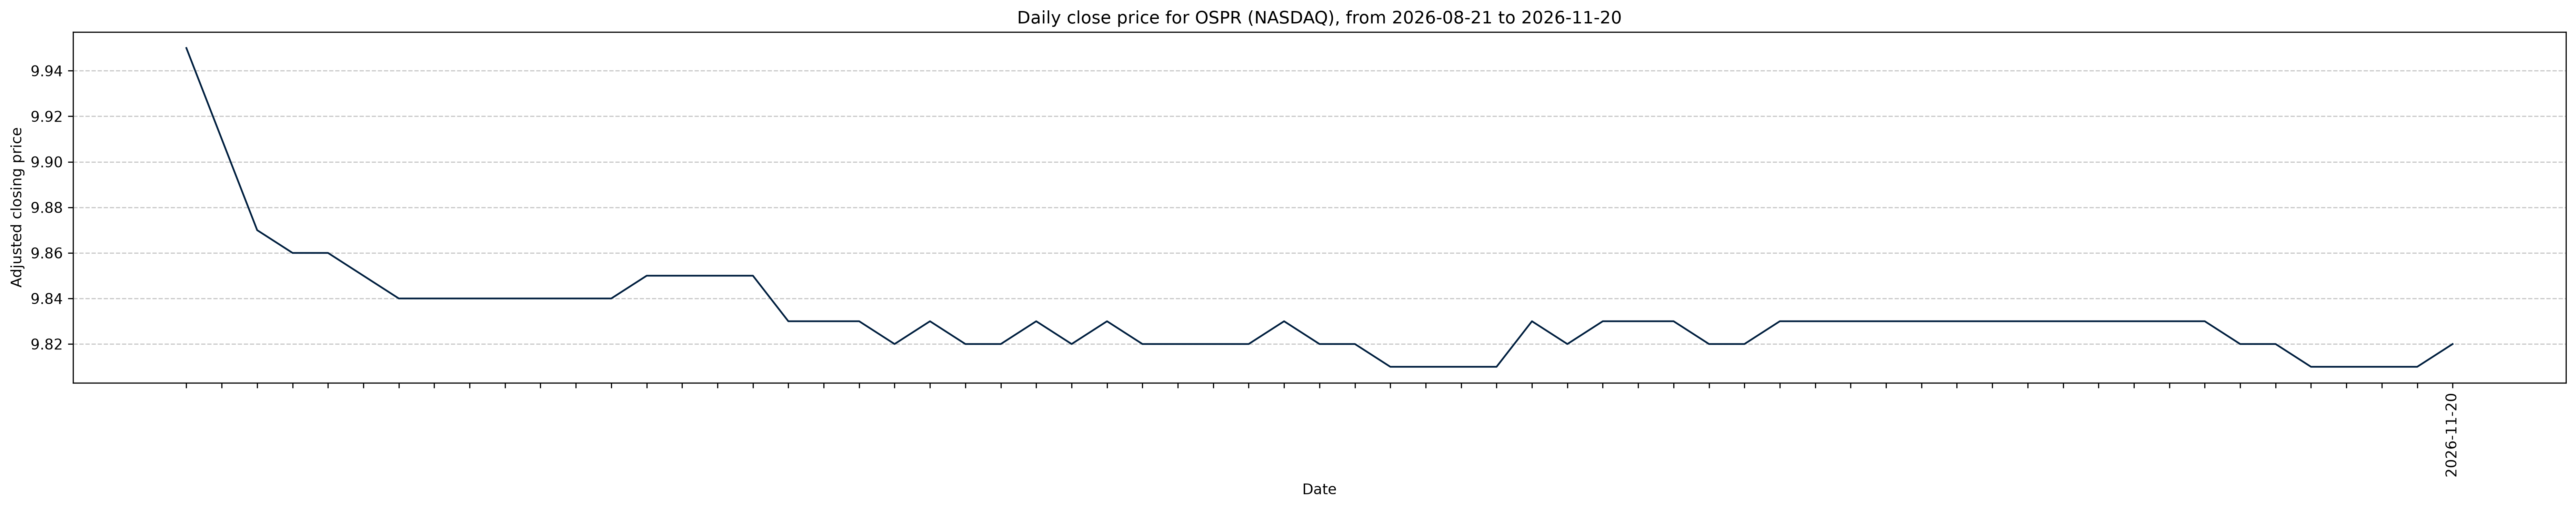 Daily close price for OSPR (NASDAQ), from 2026-08-21 to 2026-11-20
Adjusted closing price
9.94
9.92
9.90
9.88
9.86
9.84
9.82
2026-11-20
Date